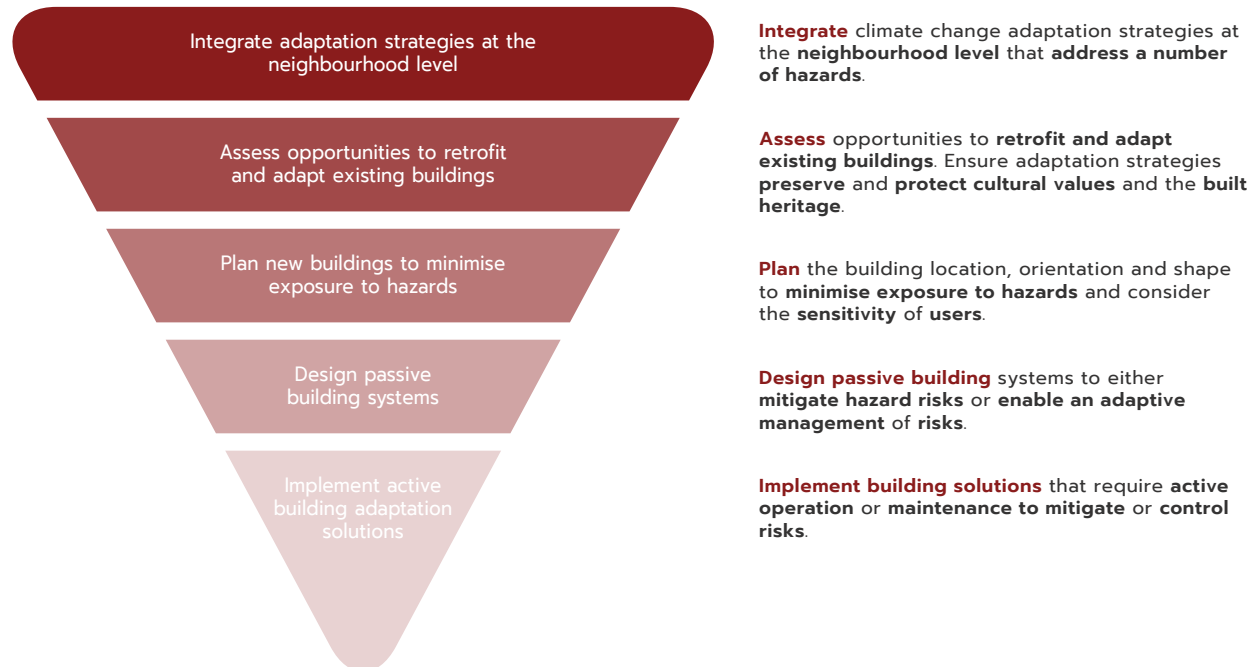 Integrate adaptation strategies at the
neighbourhood level
Integrate climate change adaptation strategies at
the neighbourhood level that address a number
of hazards.
Assess opportunities to retrofit
and adapt existing buildings
Assess opportunities to retrofit and adapt
existing buildings. Ensure adaptation strategies
preserve and protect cultural values and the built
heritage.
Plan new buildings to minimise
exposure to hazards
Plan the building location, orientation and shape
to minimise exposure to hazards and consider
the sensitivity of users.
Design passive
building systems
Design passive building systems to either
mitigate hazard risks or enable an adaptive
management of risks.
Implement active
building adaptation
solutions
Implement building solutions that require active
operation or maintenance to mitigate or control
risks.